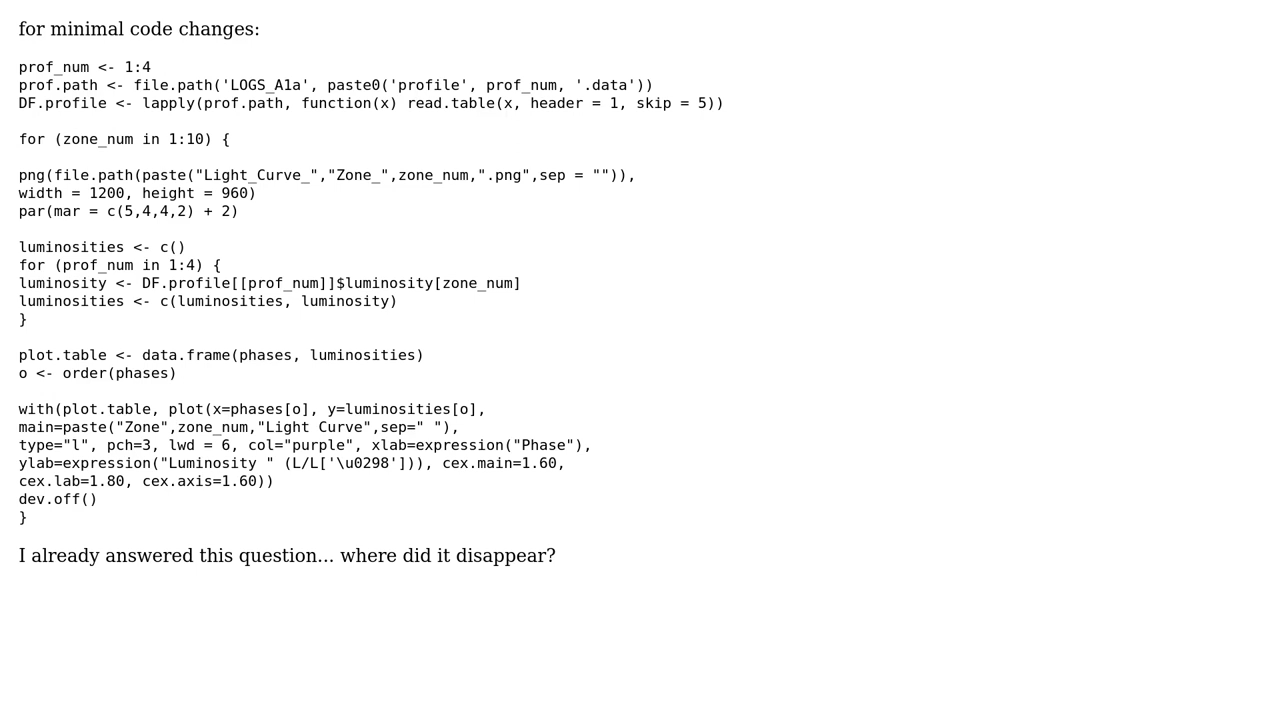 for minimal code changes:
prof_num <- 1:4
prof.path <- file.path('LOGS_A1a', paste0('profile', prof_num, '.data'))
DF.profile <- lapply(prof.path, function(x) read.table(x, header = 1, skip = 5))
for (zone_num in 1:10) {
png(file.path(paste("Light_Curve_","Zone_",zone_num,".png",sep = "")),
width = 1200, height = 960)
par(mar = c(5,4,4,2) + 2)
luminosities <- c()
for (prof_num in 1:4) {
luminosity <- DF.profile[[prof_num]]$luminosity[zone_num]
luminosities <- c(luminosities, luminosity)
}
plot.table <- data.frame(phases, luminosities)
o <- order(phases)
with(plot.table, plot(x=phases[o], y=luminosities[o],
main=paste("Zone",zone_num,"Light Curve",sep=" "),
type="l", pch=3, lwd = 6, col="purple", xlab=expression("Phase"),
ylab=expression("Luminosity " (L/L['\u0298'])), cex.main=1.60,
cex.lab=1.80, cex.axis=1.60))
dev.off()
}
I already answered this question... where did it disappear?